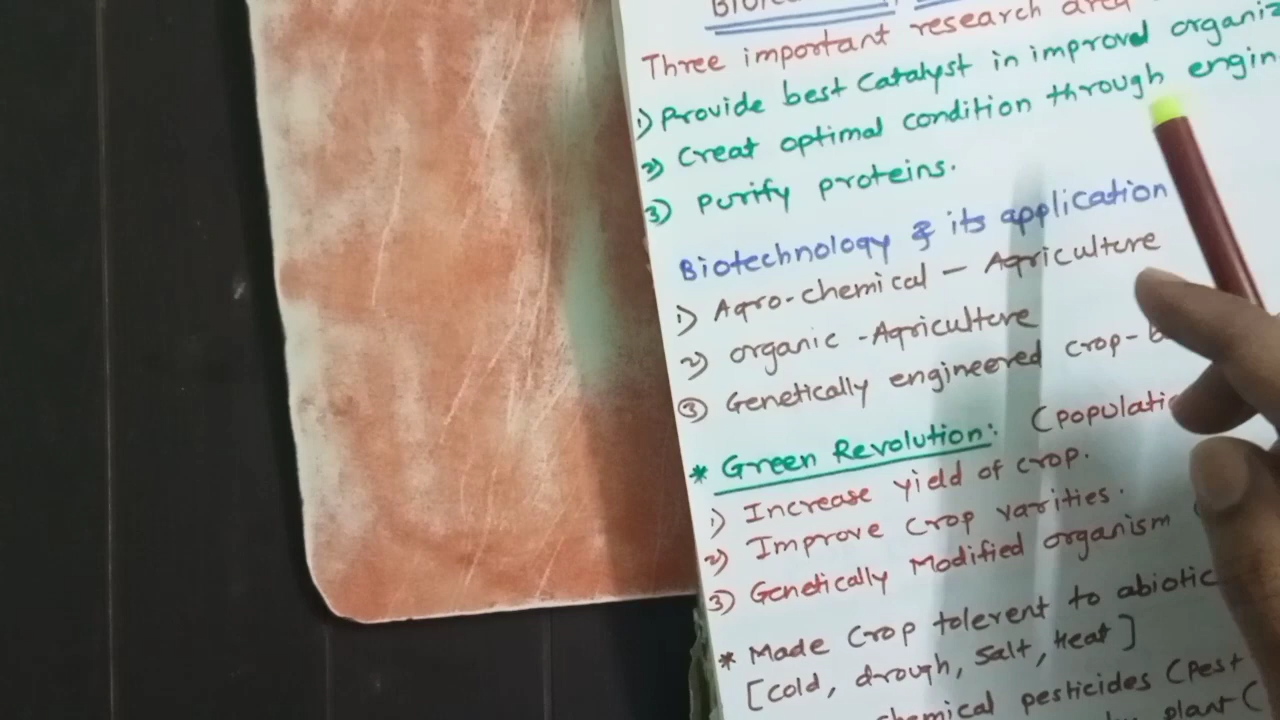 Three important research area
1) Provide best catalyst in improved organiz
2) Creat optimal condition through engin
3) Purify proteins.
Biotechnology & its application
1) Agro-chemical - Agriculture
2) organic - Agriculture
3) Genetically engineered crop-
* Green Revolution: (populatio
1) Increase yield of crop.
2) Improve crop varities.
3) Genetically Modified organism
* Made crop tolerent to abiotic
[cold, drough, salt, heat]
chemical pesticides (pest
plant (